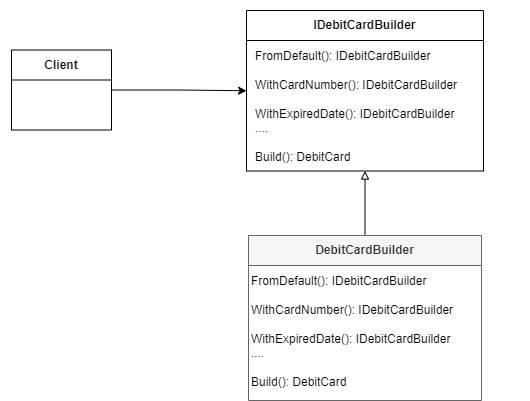 IDebitCardBuilder
FromDefault(): IDebitCardBuilder
Client
WithCardNumber(): IDebitCardBuilder
WithExpiredDate(): IDebitCardBuilder
....
Build(): DebitCard
DebitCardBuilder
FromDefault(): IDebitCardBuilder
WithCardNumber(): IDebitCardBuilder
WithExpiredDate(): IDebitCardBuilder
....
Build(): DebitCard